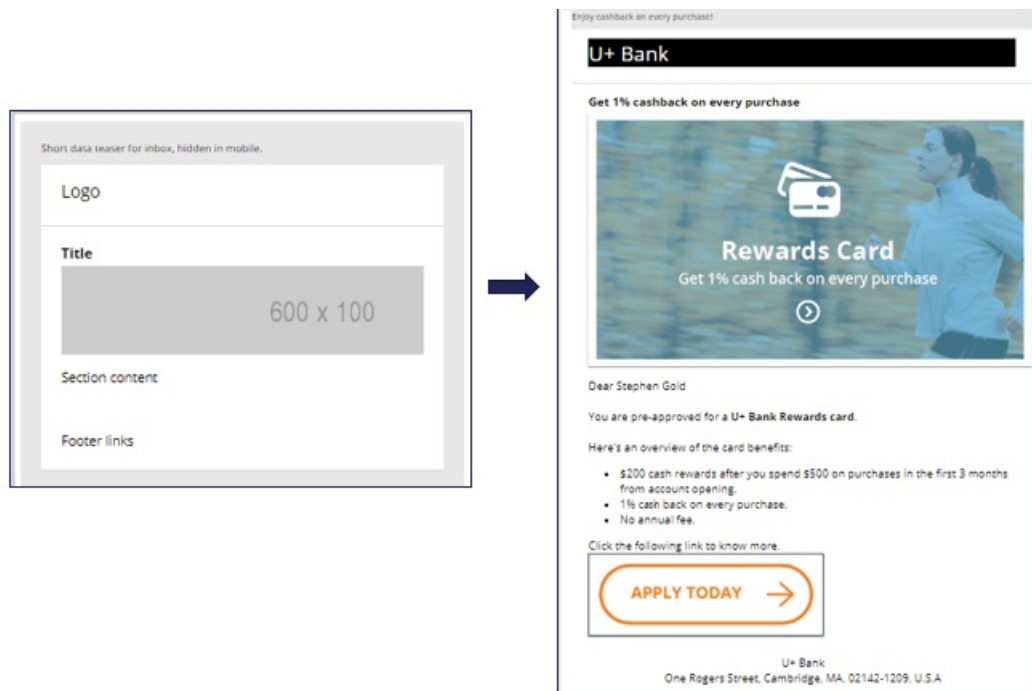 Short data teaser for inbox, hidden in mobile.
Logo
Title
600 x 100
Section content
Footer links
Enjoy cashback on every purchase!
U+ Bank
Get 1% cashback on every purchase
Rewards Card
Get 1% cash back on every purchase
Dear Stephen Gold
You are pre-approved for a U+ Bank Rewards card.
Here's an overview of the card benefits:
• $200 cash rewards after you spend $500 on purchases in the first 3 months
from account opening.
• 1% cash back on every purchase.
• No annual fee.
Click the following link to know more.
APPLY TODAY
U+ Bank
One Rogers Street, Cambridge, MA, 02142-1209, U.S.A